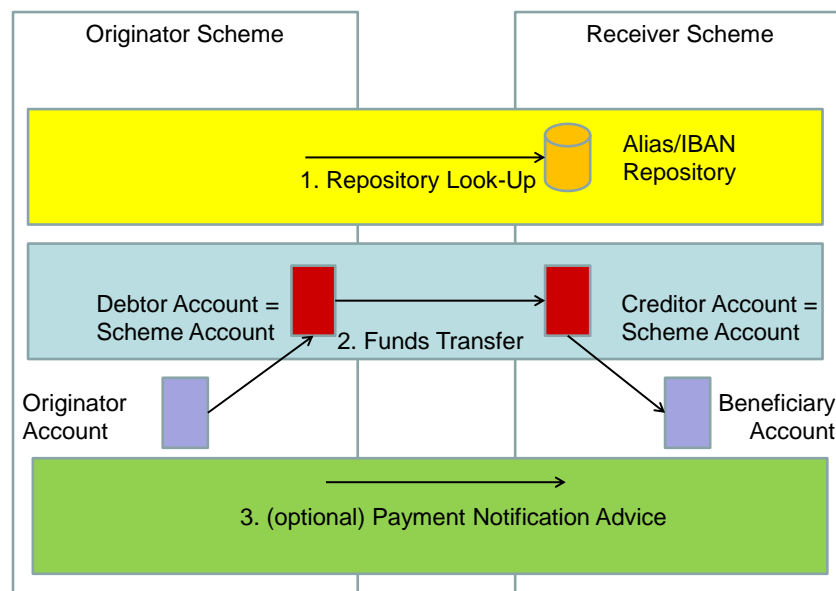 Originator Scheme
Receiver Scheme
Alias/IBAN
Repository
1. Repository Look-Up
Debtor Account =
Scheme Account
Creditor Account =
Scheme Account
2. Funds Transfer
Originator
Account
Beneficiary
Account
3. (optional) Payment Notification Advice